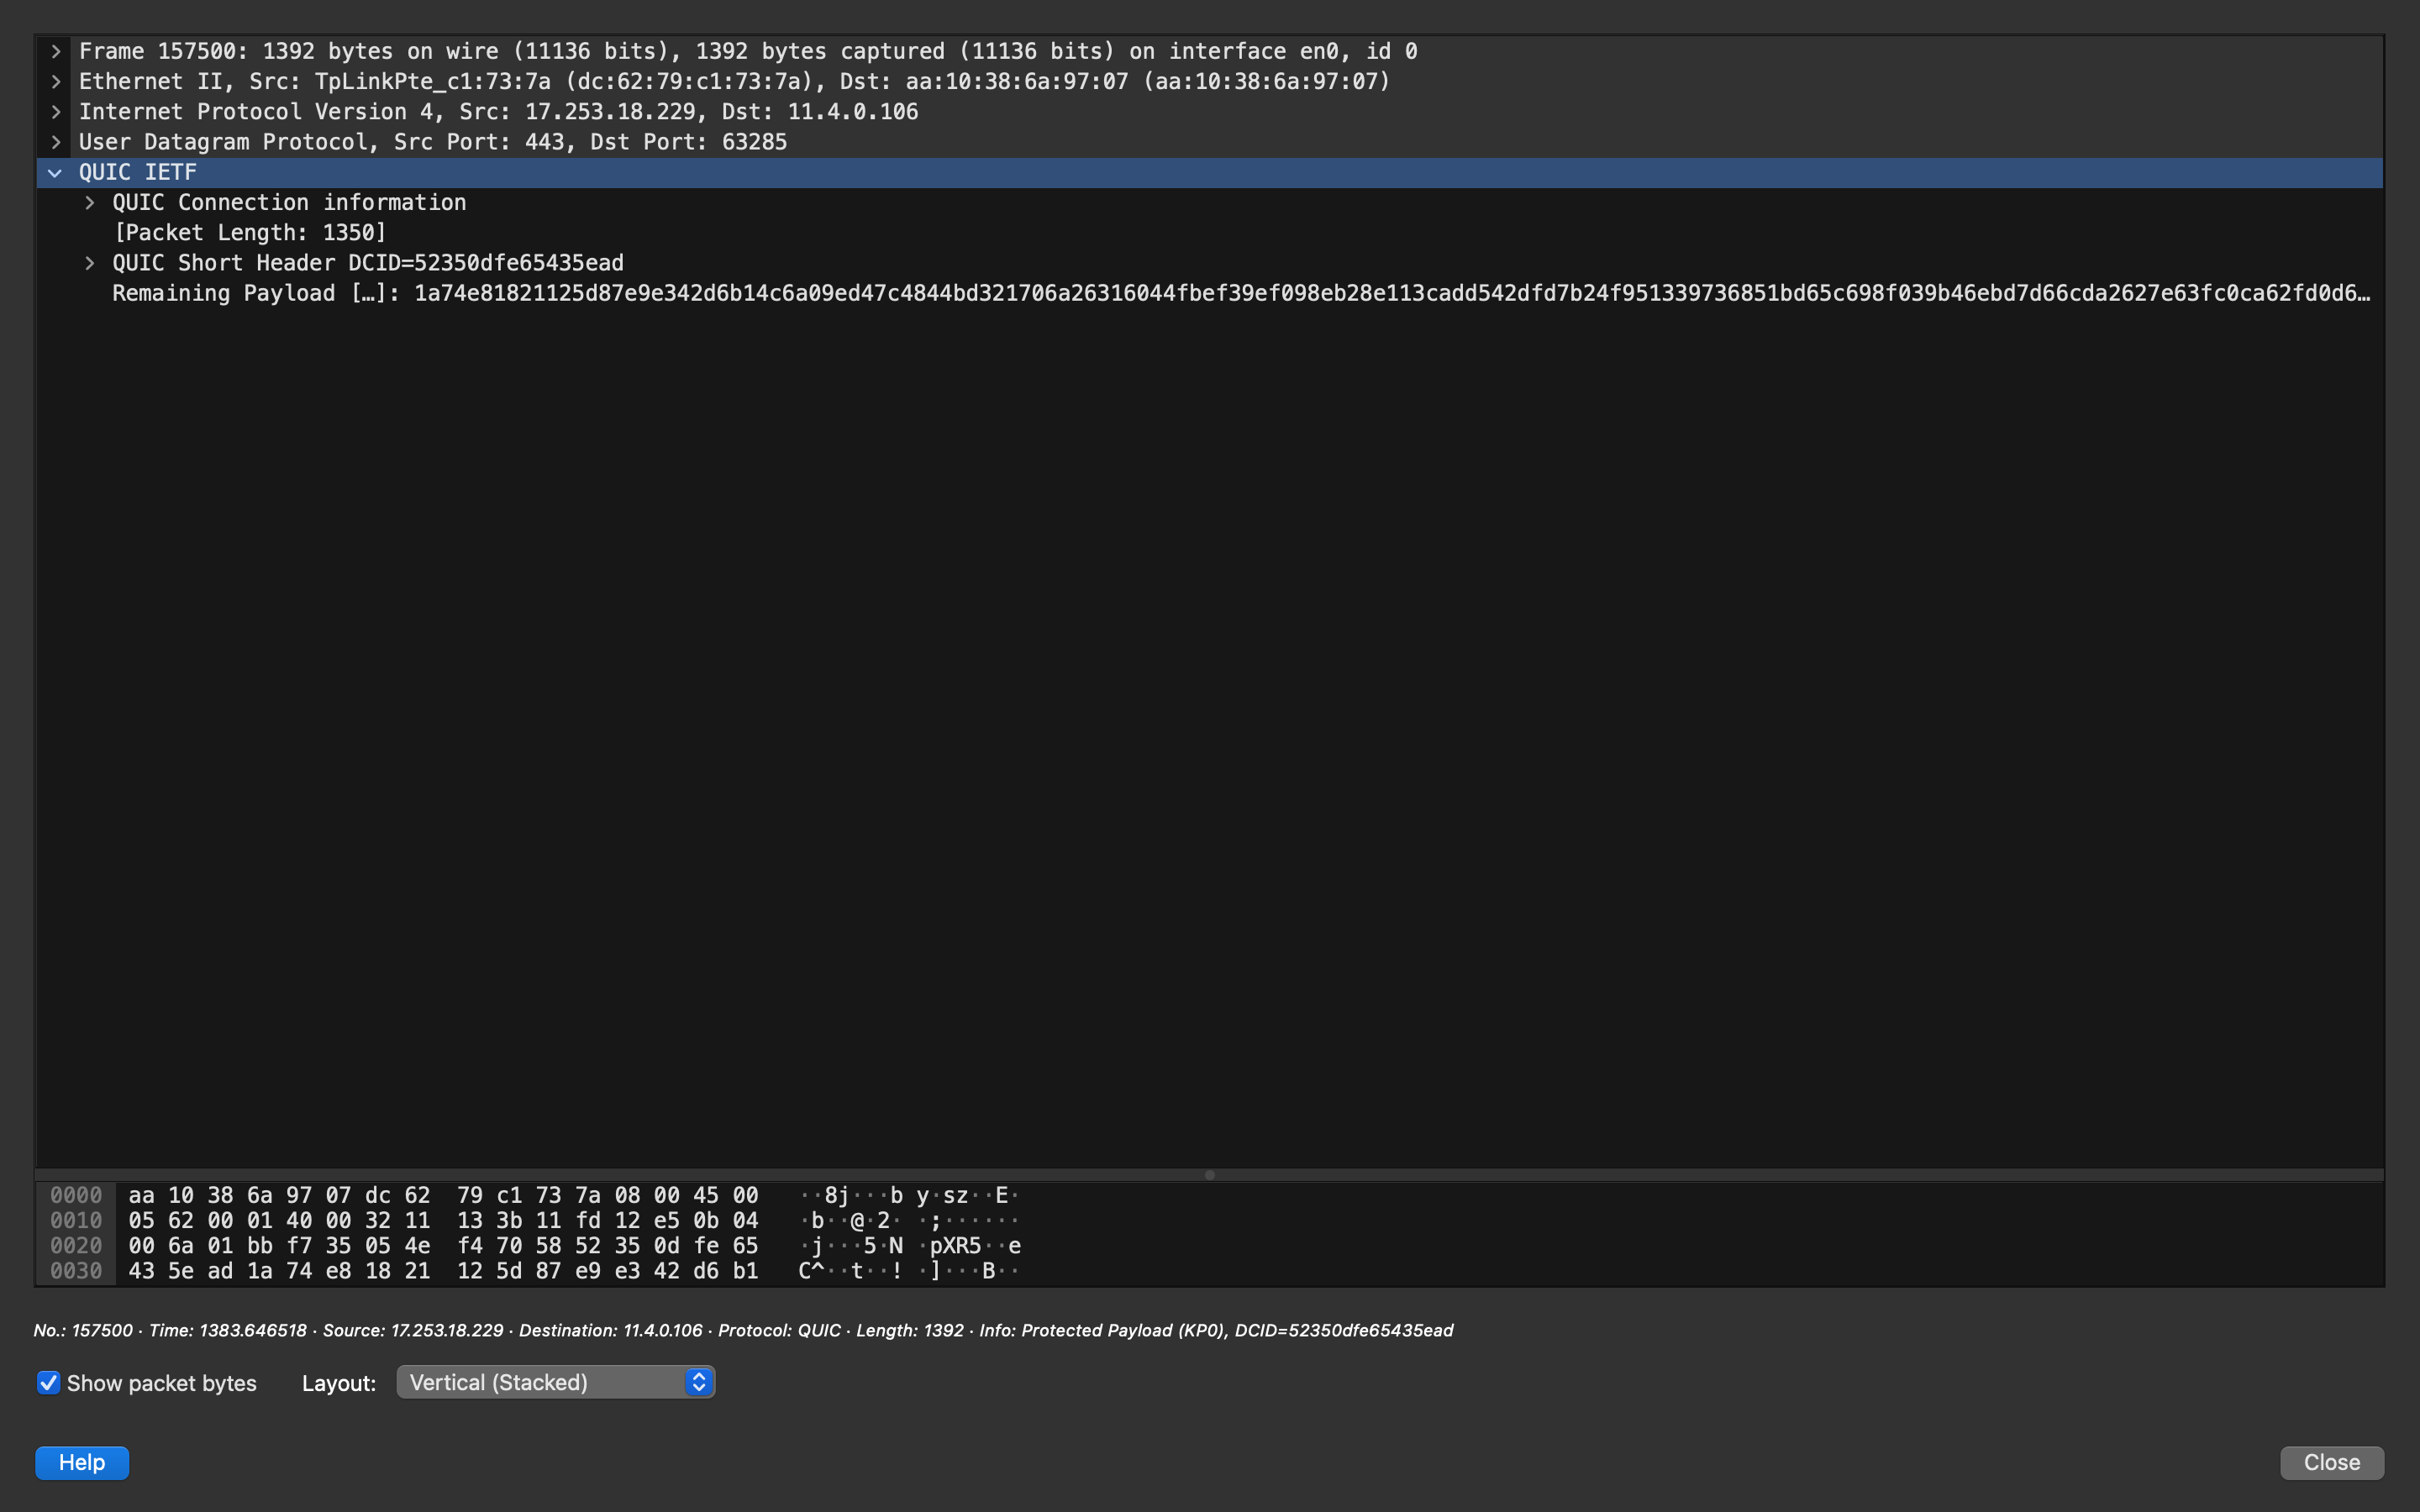 Frame 157500: 1392 bytes on wire (11136 bits), 1392 bytes captured (11136 bits) on interface en0, id 0
Ethernet II, Src: TpLinkPte_c1:73:7a (dc:62:79:c1:73:7a), Dst: aa:10:38:6a:97:07 (aa:10:38:6a:97:07)
Internet Protocol Version 4, Src: 17.253.18.229, Dst: 11.4.0.106
User Datagram Protocol, Src Port: 443, Dst Port: 63285
QUIC IETF
QUIC Connection information
[Packet Length: 1350]
QUIC Short Header DCID=52350dfe65435ead
Remaining Payload […]: 1a74e81821125d87e9e342d6b14c6a09ed47c4844bd321706a26316044fbef39ef098eb28e113cadd542dfd7b24f951339736851bd65c698f039b46ebd7d66cda2627e63fc0ca62fd0d6…
0000 aa 10 38 6a 97 07 dc 62 79 c1 73 7a 08 00 45 00 ··8j···b y·sz··E·
0010 05 62 00 01 40 00 32 11 13 3b 11 fd 12 e5 0b 04 ·b··@·2· ·;······
0020 00 6a 01 bb f7 35 05 4e f4 70 58 52 35 0d fe 65 ·j···5·N ·pXR5··e
0030 43 5e ad 1a 74 e8 18 21 12 5d 87 e9 e3 42 d6 b1 C^··t··! ·]···B··
No.: 157500 · Time: 1383.646518 · Source: 17.253.18.229 · Destination: 11.4.0.106 · Protocol: QUIC · Length: 1392 · Info: Protected Payload (KP0), DCID=52350dfe65435ead
Show packet bytes Layout: Vertical (Stacked)
Help Close